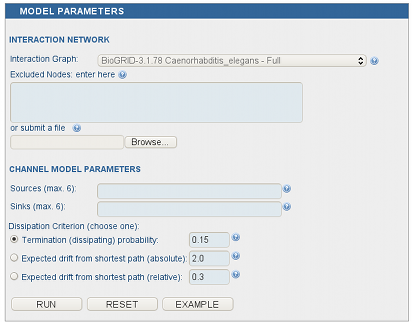 MODEL PARAMETERS
INTERACTION NETWORK
Interaction Graph: BioGRID-3.1.78 Caenorhabditis_elegans - Full
Excluded Nodes: enter here
or submit a file
Browse...
CHANNEL MODEL PARAMETERS
Sources (max. 6):
Sinks (max. 6):
Dissipation Criterion (choose one):
Termination (dissipating) probability: 0.15
Expected drift from shortest path (absolute): 2.0
Expected drift from shortest path (relative): 0.3
RUN RESET EXAMPLE